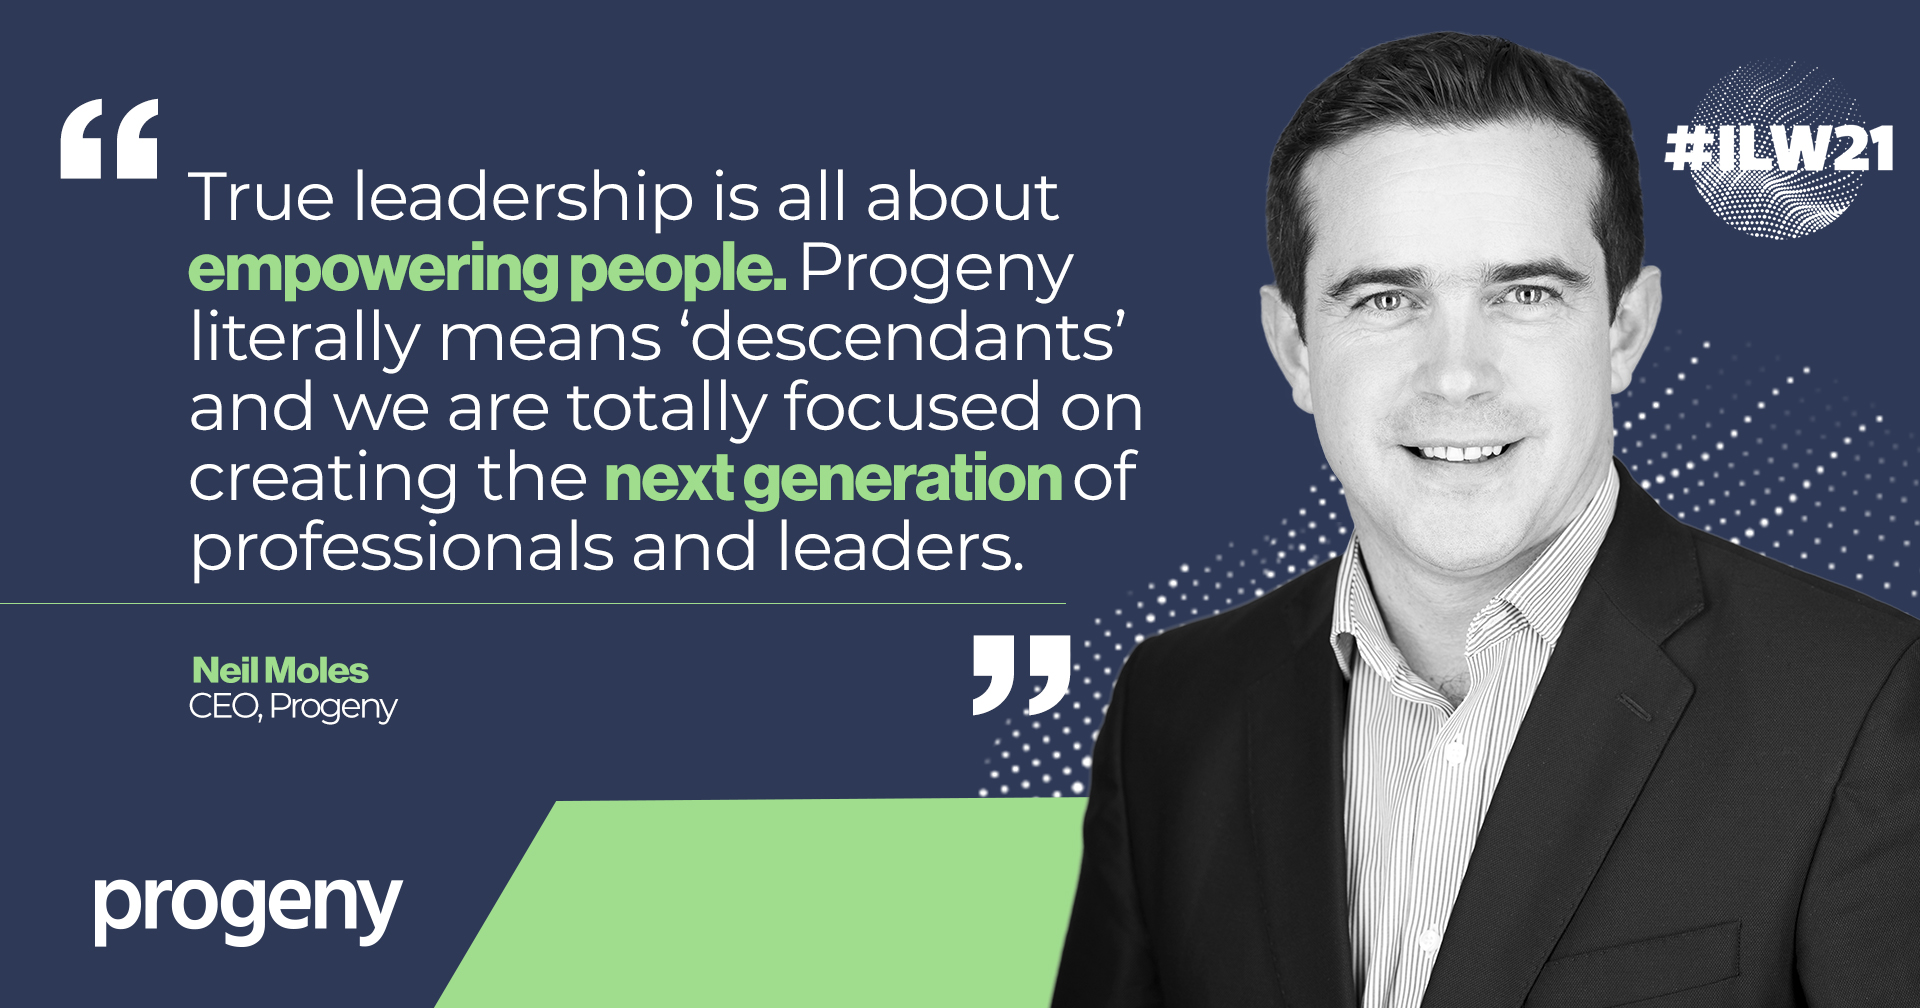 #ILW21
“
True leadership is all about
empowering people. Progeny
literally means ‘descendants’
and we are totally focused on
creating the next generation of
professionals and leaders.
”
Neil Moles
CEO, Progeny
progeny